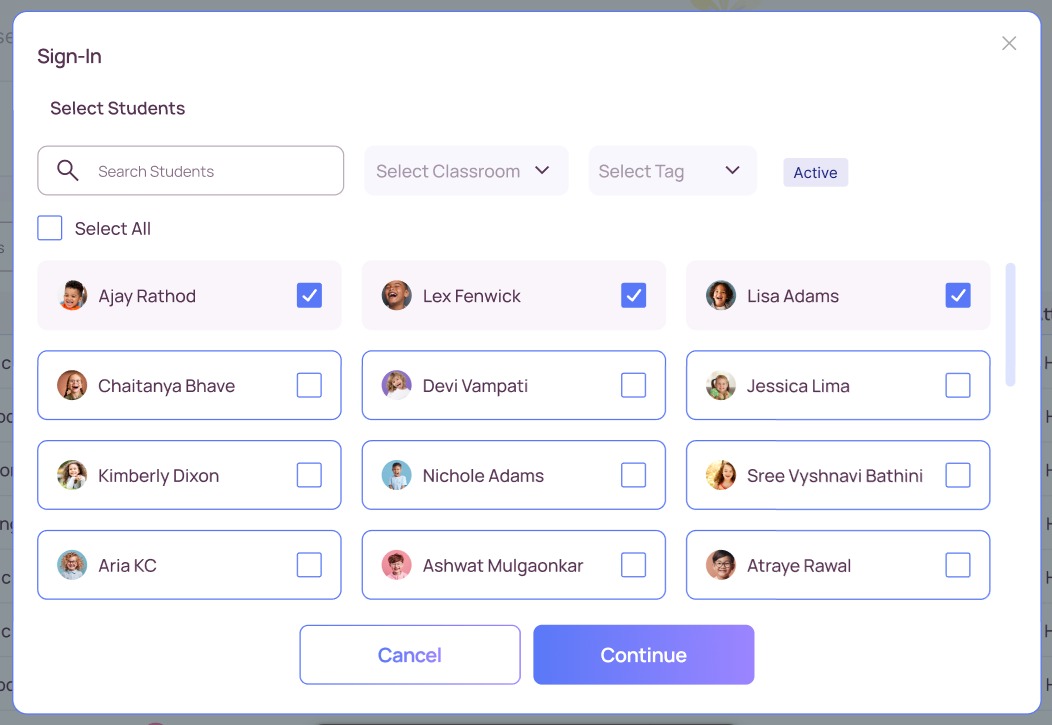 Sign-In
Select Students
Search Students
Select Classroom
Select Tag
Active
Select All
Ajay Rathod
Lex Fenwick
Lisa Adams
Chaitanya Bhave
Devi Vampati
Jessica Lima
Kimberly Dixon
Nichole Adams
Sree Vyshnavi Bathini
Aria KC
Ashwat Mulgaonkar
Atraye Rawal
Cancel
Continue